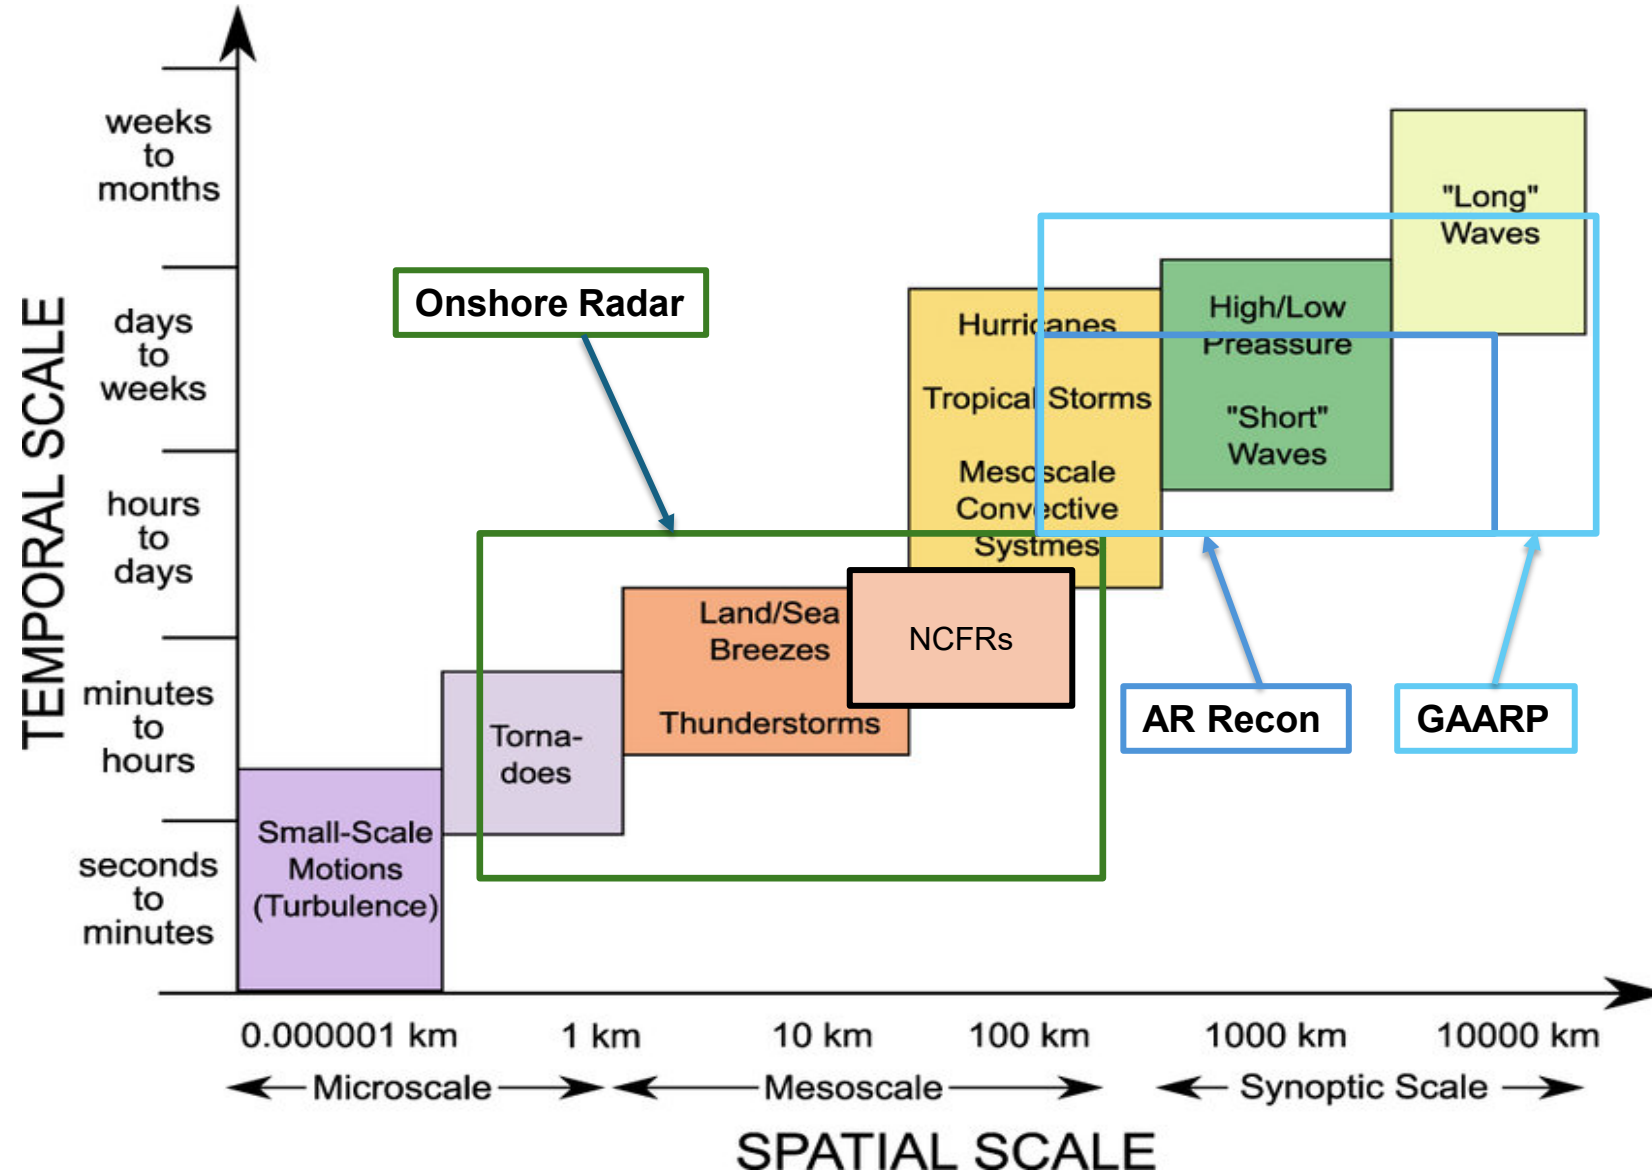 TEMPORAL SCALE
weeks
to
months
days
to
weeks
hours
to
days
minutes
to
hours
seconds
to
minutes
"Long"
Waves
High/Low
Preassure
"Short"
Waves
Hurricanes
Tropical Storms
Mesoscale
Convective
Systmes
Onshore Radar
Land/Sea
Breezes
Thunderstorms
NCFRs
Torna-
does
Small-Scale
Motions
(Turbulence)
AR Recon
GAARP
0.000001 km
1 km
10 km
100 km
1000 km
10000 km
Microscale
Mesoscale
Synoptic Scale
SPATIAL SCALE